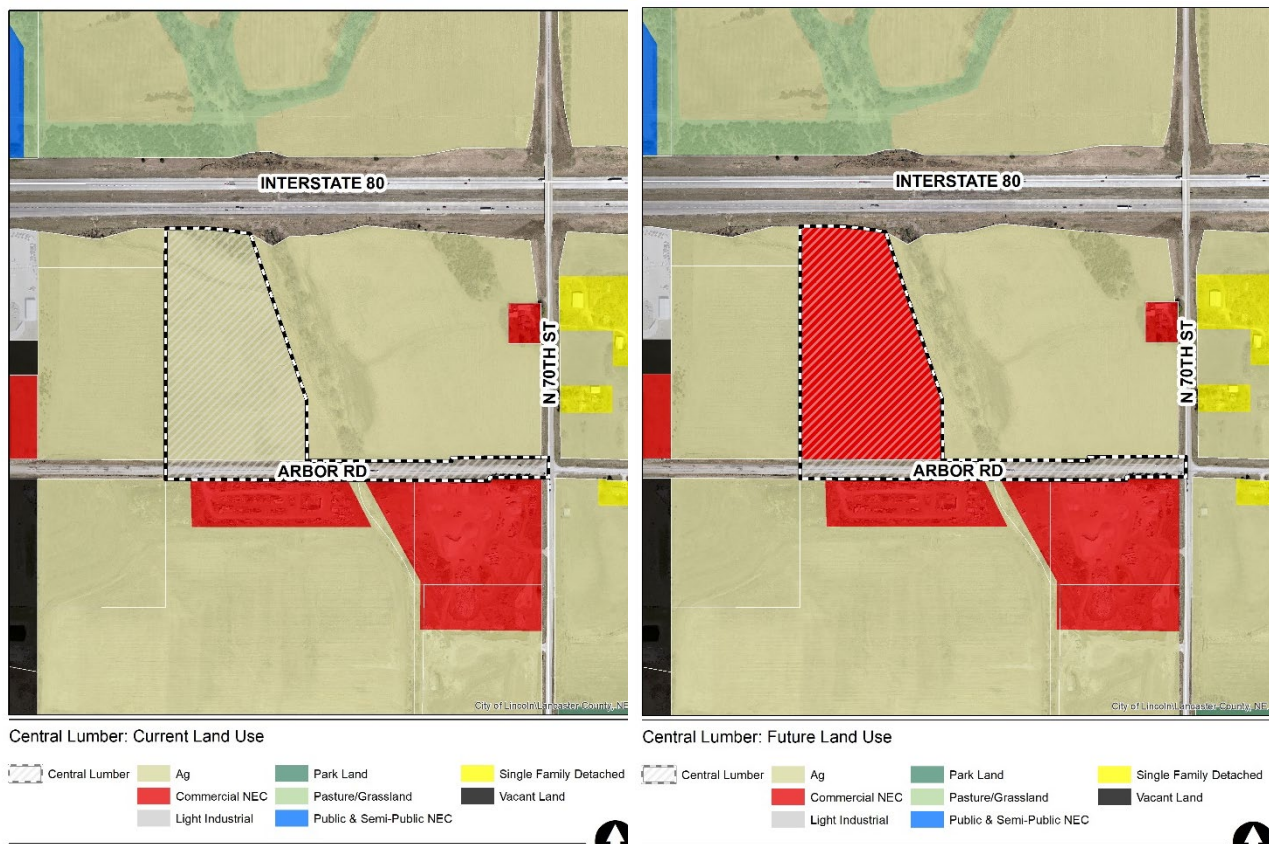 INTERSTATE 80
N 70TH ST
ARBOR RD
City of Lincoln\Lancaster County, NE
Central Lumber: Current Land Use
Central Lumber
Ag
Commercial NEC
Light Industrial
Park Land
Pasture/Grassland
Public & Semi-Public NEC
Single Family Detached
Vacant Land
INTERSTATE 80
N 70TH ST
ARBOR RD
City of Lincoln\Lancaster County, NE
Central Lumber: Future Land Use
Central Lumber
Ag
Commercial NEC
Light Industrial
Park Land
Pasture/Grassland
Public & Semi-Public NEC
Single Family Detached
Vacant Land